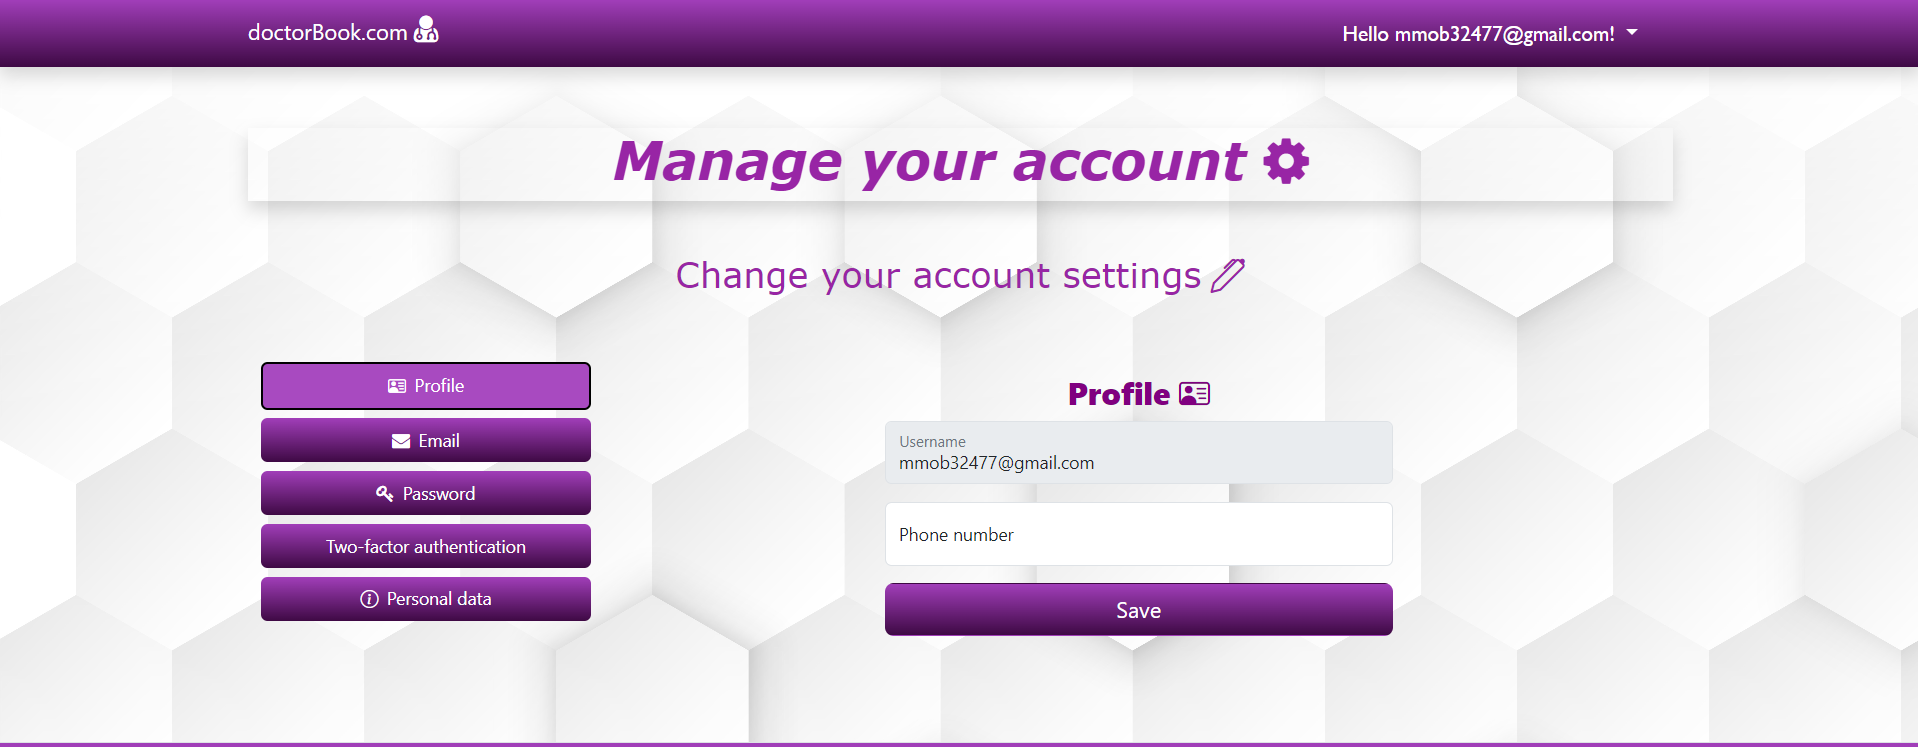 doctorBook.com
Hello mmob32477@gmail.com!
Manage your account
Change your account settings
Profile
Email
Password
Two-factor authentication
Personal data
Profile
Username
mmob32477@gmail.com
Phone number
Save